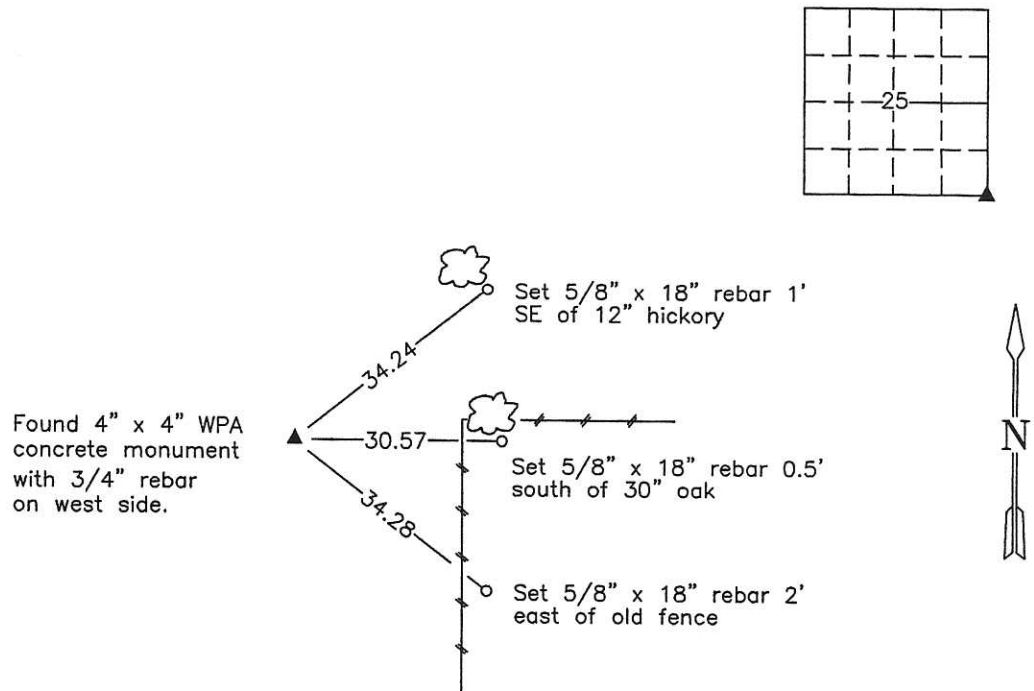 25
Set 5/8" x 18" rebar 1'
SE of 12" hickory
34.24
Found 4" x 4" WPA
concrete monument
with 3/4" rebar
on west side.
30.57
Set 5/8" x 18" rebar 0.5'
south of 30" oak
34.28
Set 5/8" x 18" rebar 2'
east of old fence
N